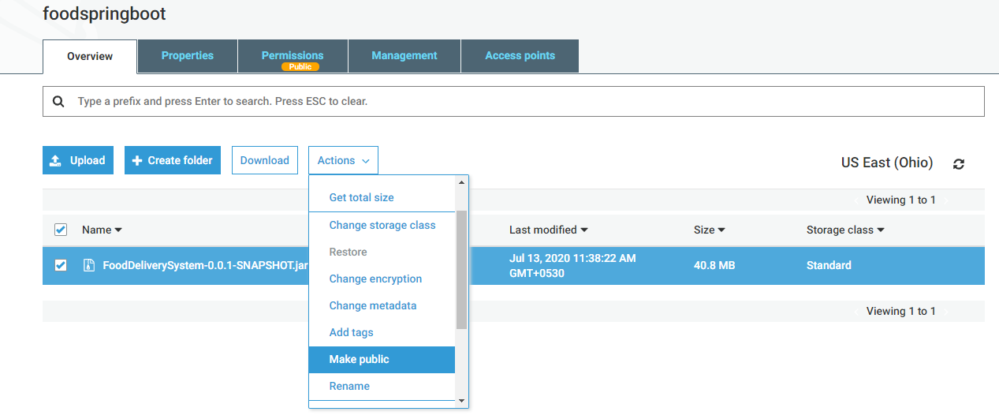 foodspringboot
Overview
Properties
Permissions
Public
Management
Access points
Type a prefix and press Enter to search. Press ESC to clear.
Upload
Create folder
Download
Actions
US East (Ohio)
Viewing 1 to 1
Get total size
Change storage class
Restore
Change encryption
Change metadata
Add tags
Make public
Rename
Name
Last modified
Size
Storage class
FoodDeliverySystem-0.0.1-SNAPSHOT.jar
Jul 13, 2020 11:38:22 AM
GMT+0530
40.8 MB
Standard
Viewing 1 to 1